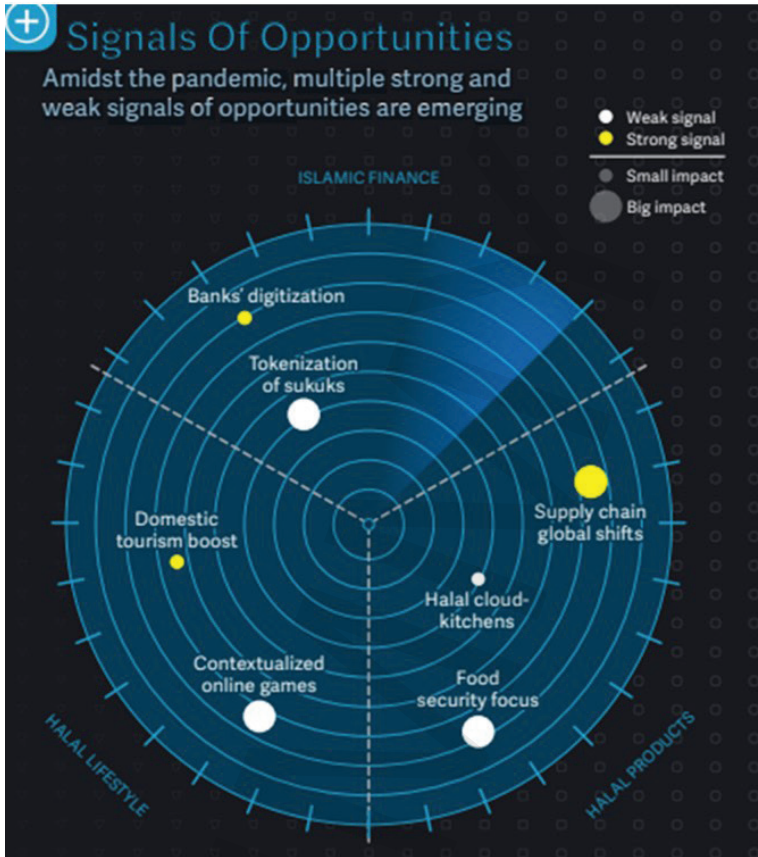 Signals Of Opportunities
Amidst the pandemic, multiple strong and
weak signals of opportunities are emerging
Weak signal
Strong signal
Small impact
Big impact
ISLAMIC FINANCE
Banks' digitization
Tokenization
of sukuks
Supply chain
global shifts
Domestic
tourism boost
Halal cloud-
kitchens
Contextualized
online games
Food
security focus
HALAL LIFESTYLE
HALAL PRODUCTS